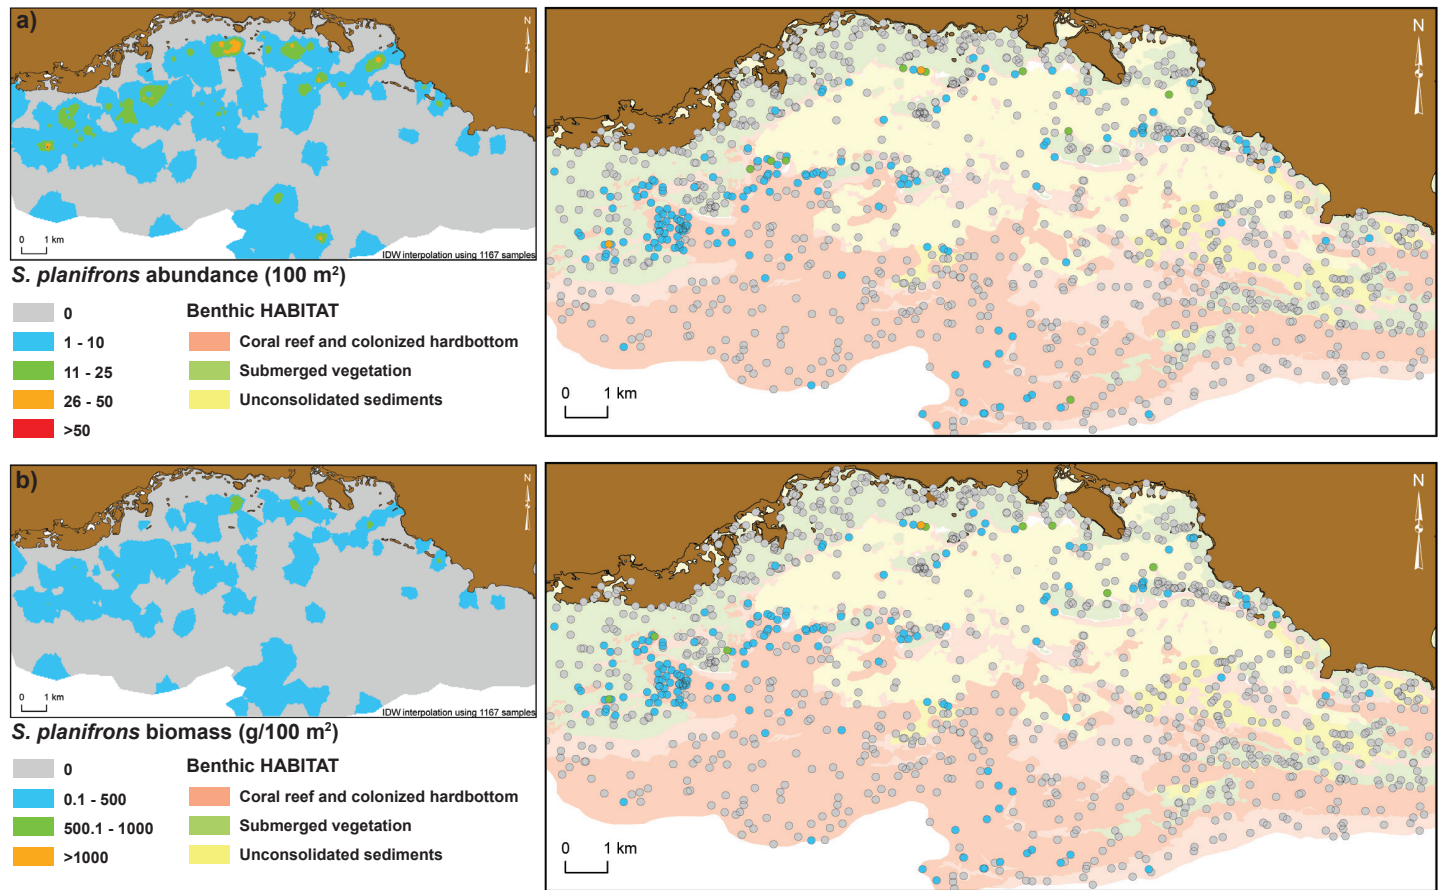 a)
N
0 1 km
IDW interpolation using 1167 samples
S. planifrons abundance (100 m²)
0
1 - 10
11 - 25
26 - 50
>50
Benthic HABITAT
Coral reef and colonized hardbottom
Submerged vegetation
Unconsolidated sediments
N
0 1 km
b)
N
0 1 km
IDW interpolation using 1167 samples
S. planifrons biomass (g/100 m²)
0
0.1 - 500
500.1 - 1000
>1000
Benthic HABITAT
Coral reef and colonized hardbottom
Submerged vegetation
Unconsolidated sediments
N
0 1 km